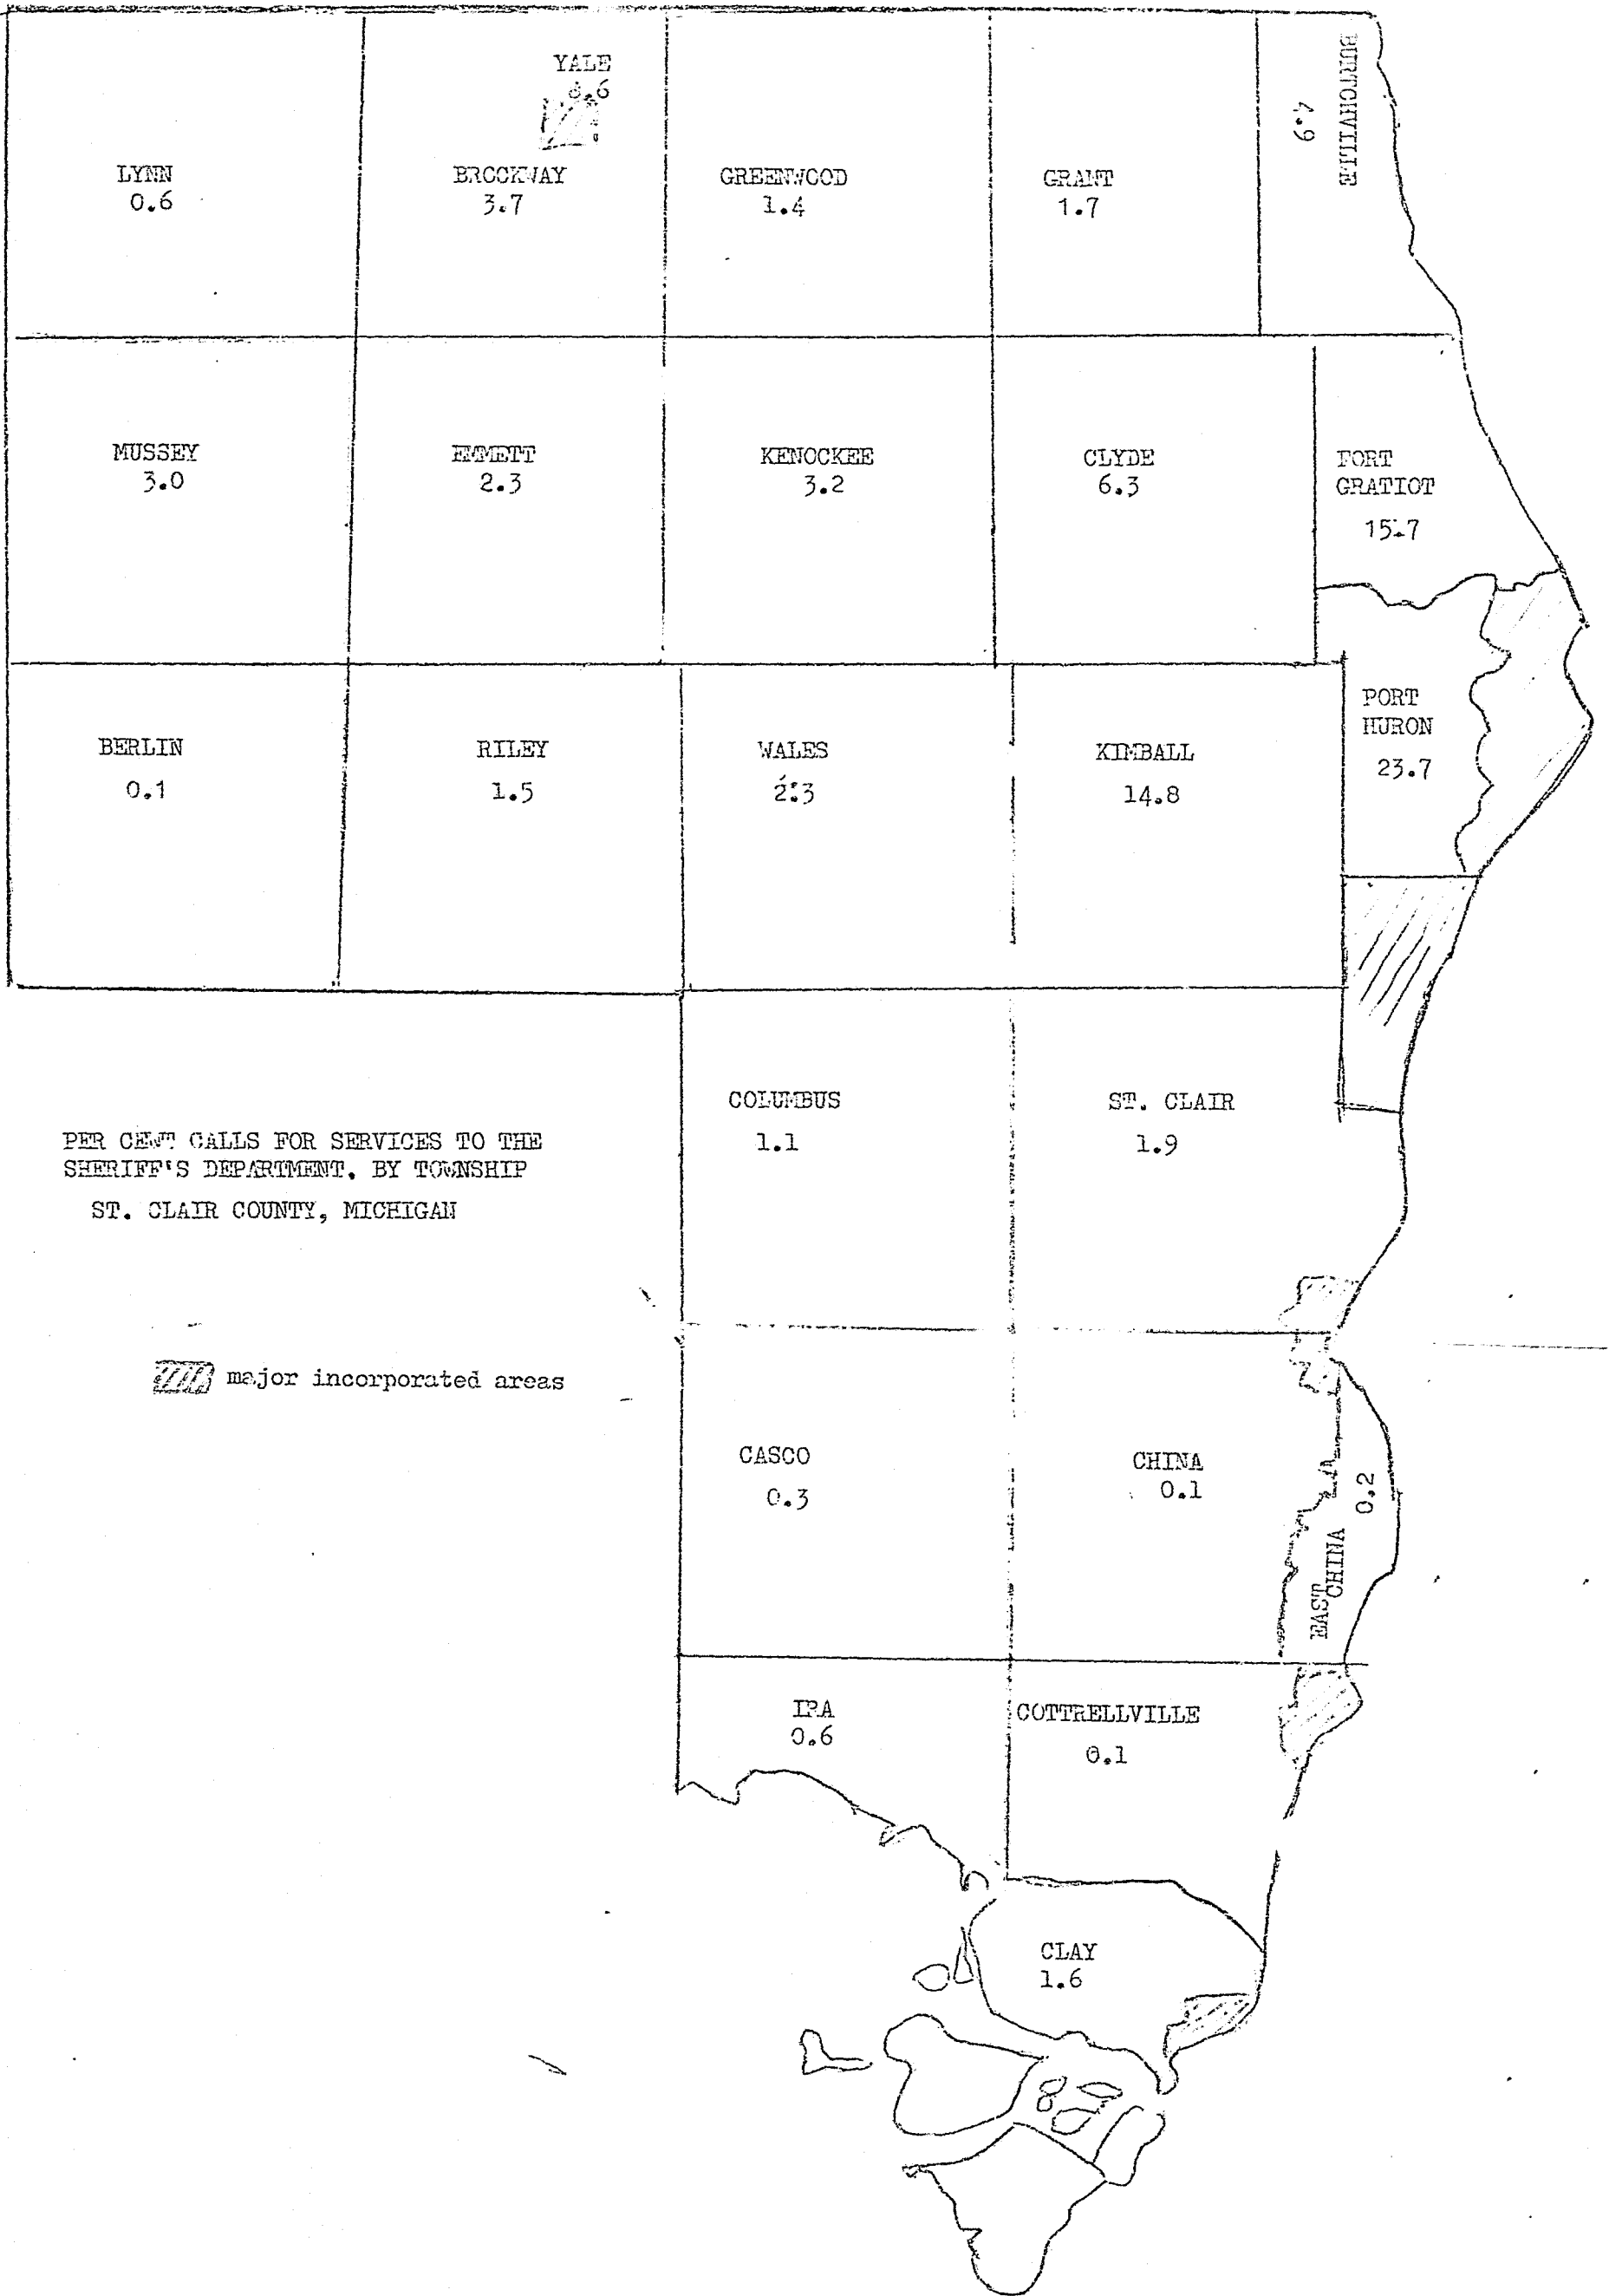 YALE
BURTCHVILLE
4.9
LYNN
0.6
BROCKWAY
3.7
GREENWOOD
1.4
GRANT
1.7
MUSSEY
3.0
EMMETT
2.3
KENOCKEE
3.2
CLYDE
6.3
FORT
GRATIOT
15.7
BERLIN
0.1
RILEY
1.5
WALES
2.3
KIMBALL
14.8
PORT
HURON
23.7
COLUMBUS
1.1
ST. CLAIR
1.9
PER CENT CALLS FOR SERVICES TO THE
SHERIFF'S DEPARTMENT. BY TOWNSHIP
ST. CLAIR COUNTY, MICHIGAN
major incorporated areas
CASCO
0.3
CHINA
0.1
EAST
CHINA
0.2
IRA
0.6
COTTRELLVILLE
0.1
CLAY
1.6